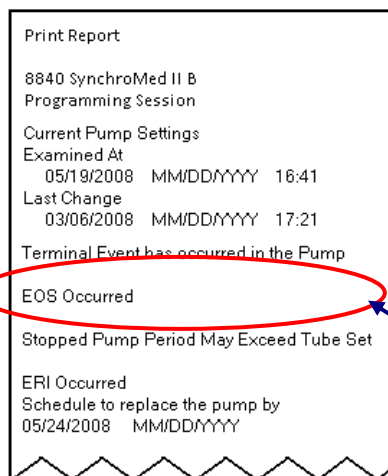 Print Report
8840 SynchroMed II B
Programming Session
Current Pump Settings
Examined At
05/19/2008 MM/DD/YYYY 16:41
Last Change
03/06/2008 MM/DD/YYYY 17:21
Terminal Event has occurred in the Pump
EOS Occurred
Stopped Pump Period May Exceed Tube Set
ERI Occurred
Schedule to replace the pump by
05/24/2008 MM/DD/YYYY